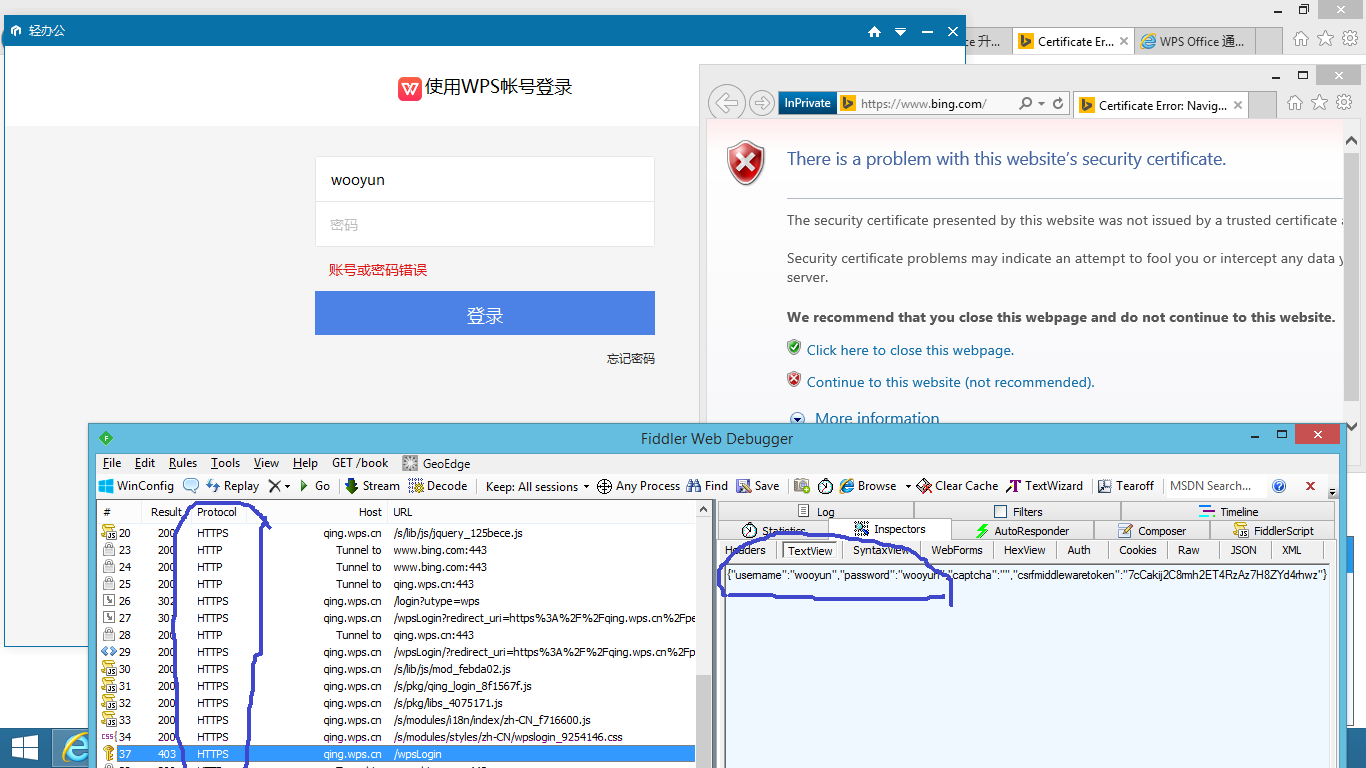 轻办公
使用WPS帐号登录
wooyun
密码
账号或密码错误
登录
忘记密码
Certificate Er...
WPS Office 通...
InPrivate
https://www.bing.com/
Certificate Error: Navig...
There is a problem with this website's security certificate.
The security certificate presented by this website was not issued by a trusted certificate
Security certificate problems may indicate an attempt to fool you or intercept any data
server.
We recommend that you close this webpage and do not continue to this website.
Click here to close this webpage.
Continue to this website (not recommended).
More information
Fiddler Web Debugger
File Edit Rules Tools View Help GET /book GeoEdge
WinConfig Replay Go Stream Decode Keep: All sessions Any Process Find Save Browse Clear Cache TextWizard Tearoff MSDN Search...
# Result Protocol Host URL
20 200 HTTPS qing.wps.cn /s/lib/js/jquery_125bece.js
23 200 HTTP Tunnel to www.bing.com:443
24 200 HTTP Tunnel to www.bing.com:443
25 200 HTTP Tunnel to qing.wps.cn:443
26 302 HTTPS qing.wps.cn /login?utype=wps
27 HTTPS qing.wps.cn /wpsLogin?redirect_uri=https%3A%2F%2Fqing.wps.cn%2Fpe
28 200 HTTP Tunnel to qing.wps.cn:443
29 200 HTTPS qing.wps.cn /wpsLogin/?redirect_uri=https%3A%2F%2Fqing.wps.cn%2Fp
30 200 HTTPS qing.wps.cn /s/lib/js/mod_febda02.js
31 200 HTTPS qing.wps.cn /s/pkg/qing_login_8f1567f.js
32 200 HTTPS qing.wps.cn /s/pkg/libs_4075171.js
33 200 HTTPS qing.wps.cn /s/modules/i18n/index/zh-CN_f716600.js
34 200 HTTPS qing.wps.cn /s/modules/styles/zh-CN/wpslogin_9254146.css
37 403 HTTPS qing.wps.cn /wpsLogin
Log Filters Timeline
Statistics Inspectors AutoResponder Composer FiddlerScript
Headers TextView SyntaxView WebForms HexView Auth Cookies Raw JSON XML
{"username":"wooyun","password":"wooyun","captcha":"","csrfmiddlewaretoken":"7cCakij2C8mh2ET4RzAz7H8ZYd4rhwz"}